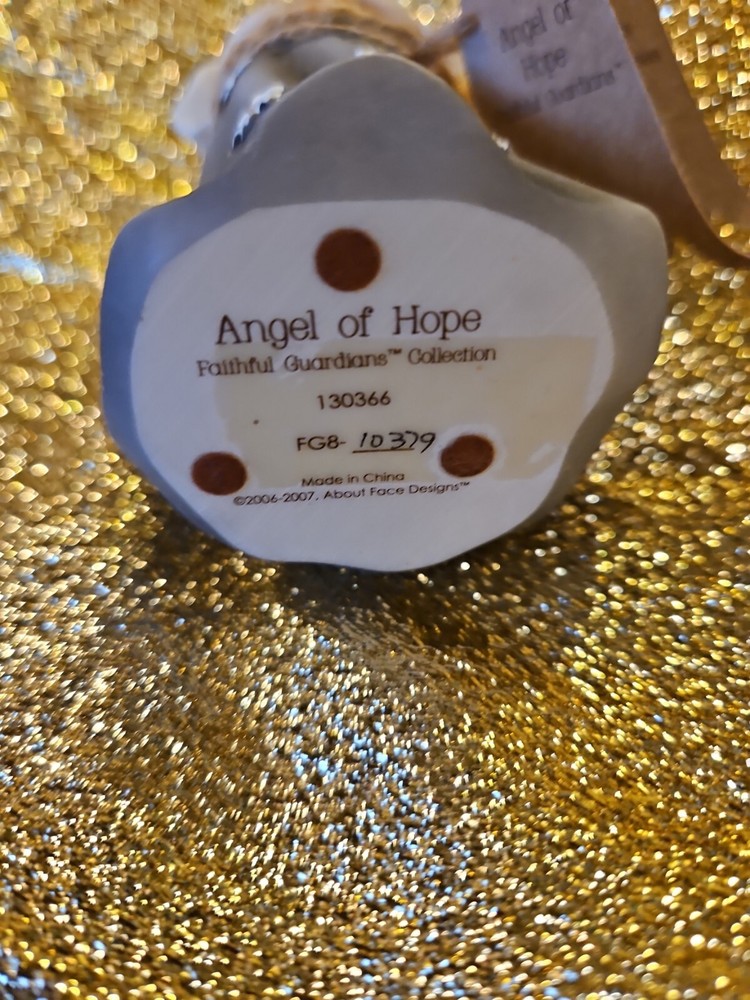 Angel of
Hope
Guardians™
Angel of Hope
Faithful Guardians™ Collection
130366
FG8- 10379
Made in China
©2006-2007, About Face Designs™